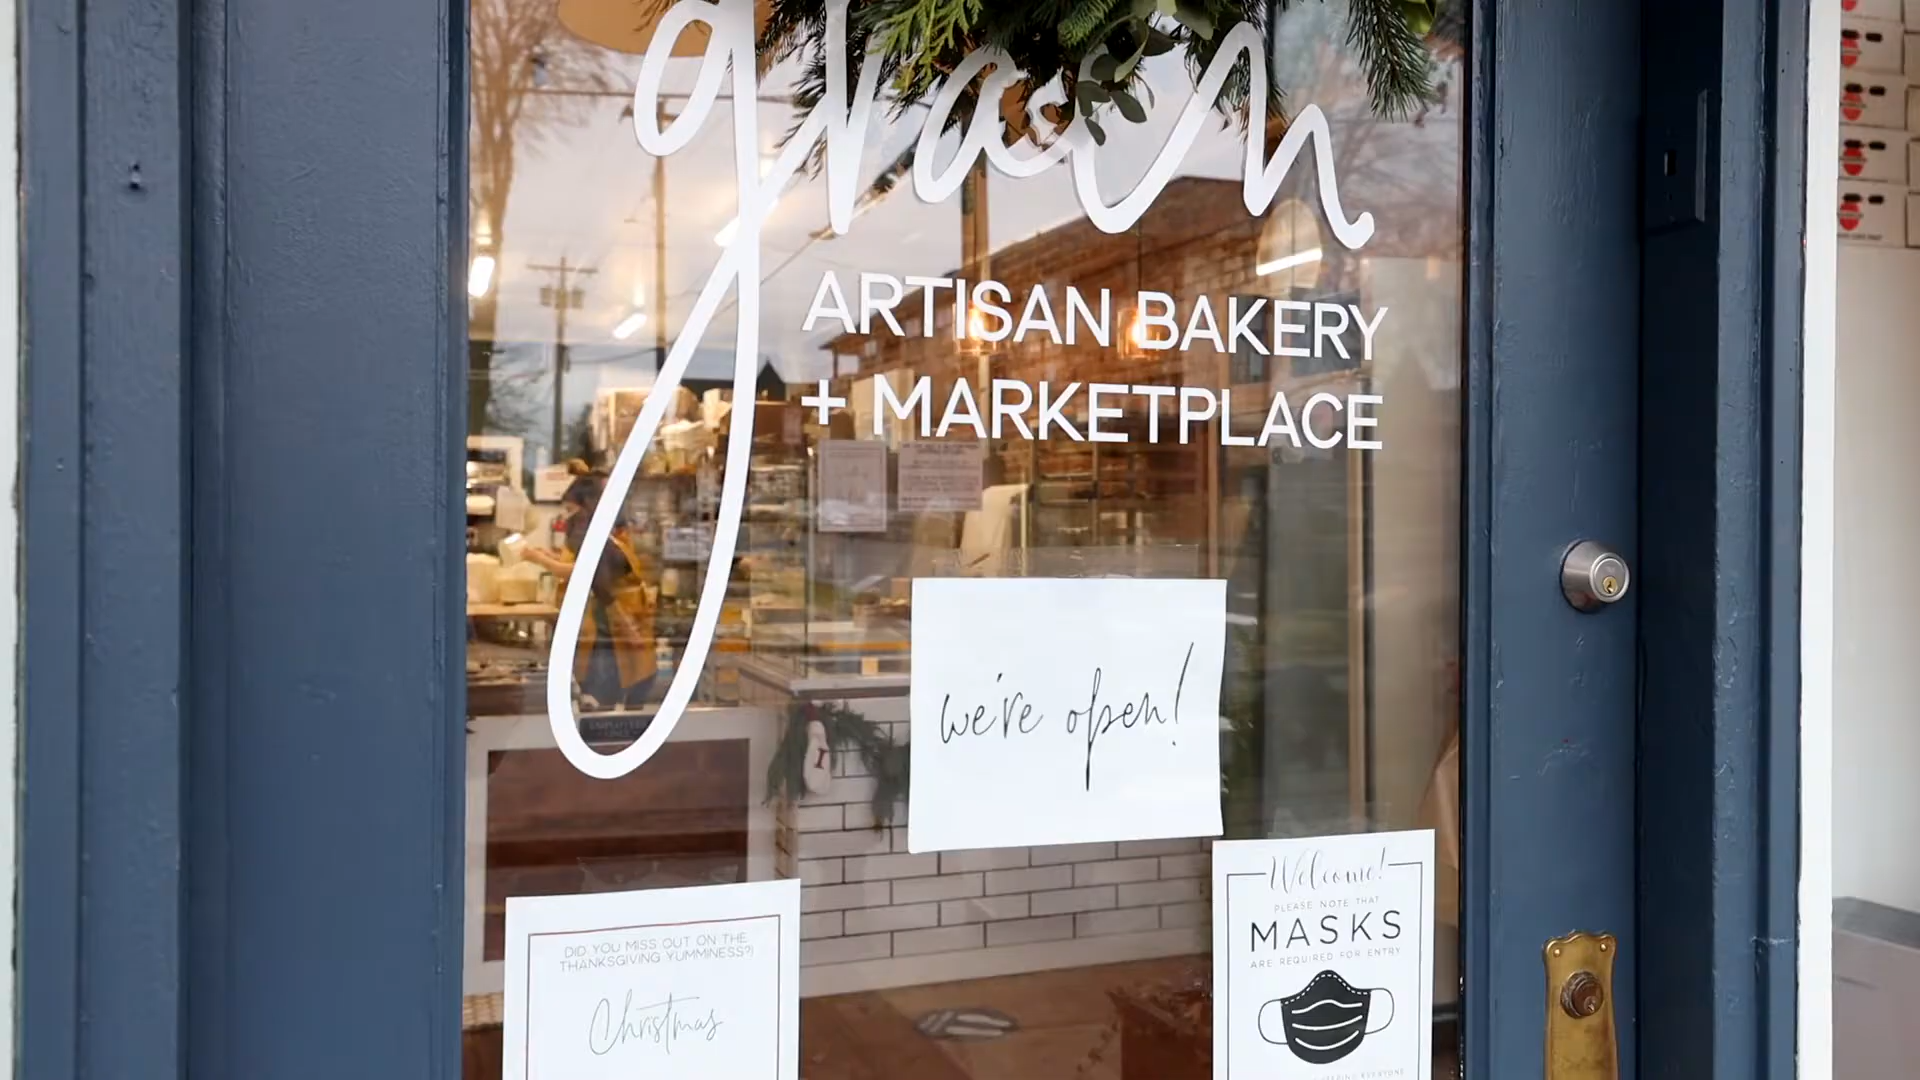 ARTISAN BAKERY
+ MARKETPLACE
we're open!
Welcome!
PLEASE NOTE THAT
MASKS
ARE REQUIRED FOR ENTRY
DID YOU MISS OUT ON THE
THANKSGIVING YUMMINESS?!
Christmas